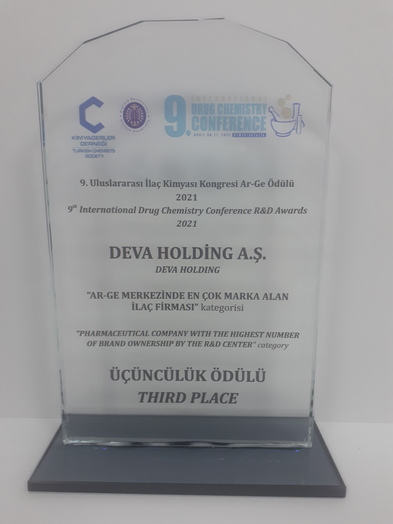 KİMYAGERLER
DERNEĞİ
TURKISH CHEMISTS
SOCIETY
9.
INTERNATIONAL
DRUG CHEMISTRY
CONFERENCE
9. Uluslararası İlaç Kimyası Kongresi Ar-Ge Ödülü
2021
9th International Drug Chemistry Conference R&D Awards
2021
DEVA HOLDİNG A.Ş.
DEVA HOLDING
"AR-GE MERKEZİNDE EN ÇOK MARKA ALAN
İLAÇ FİRMASI" kategorisi
"PHARMACEUTICAL COMPANY WITH THE HIGHEST NUMBER
OF BRAND OWNERSHIP BY THE R&D CENTER" category
ÜÇÜNCÜLÜK ÖDÜLÜ
THIRD PLACE